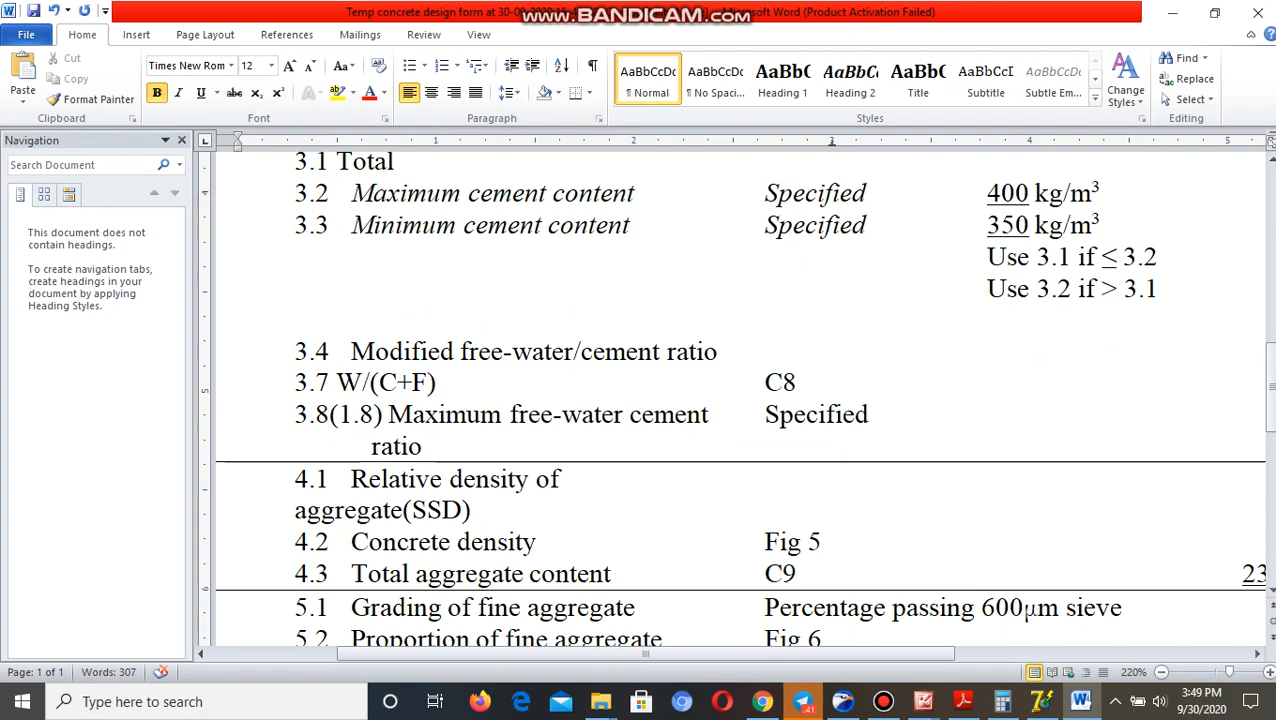 Temp concrete design form at 30-09-2020
www.BANDICAM.com
Microsoft Word (Product Activation Failed)
File Home Insert Page Layout References Mailings Review View
Paste
Cut
Copy
Format Painter
Clipboard
Times New Rom 12
Font
Paragraph
AaBbCcDc AaBbCcDc AaBbC AaBbCc AaBbC AaBbCc AaBbCcDc
¶ Normal ¶ No Spaci... Heading 1 Heading 2 Title Subtitle Subtle Em...
Change Styles
Styles
Find
Replace
Select
Editing
Navigation
Search Document
This document does not
contain headings.
To create navigation tabs,
create headings in your
document by applying
Heading Styles.
3.1 Total
3.2 Maximum cement content Specified 400 kg/m³
3.3 Minimum cement content Specified 350 kg/m³
Use 3.1 if ≤ 3.2
Use 3.2 if > 3.1
3.4 Modified free-water/cement ratio
3.7 W/(C+F) C8
3.8(1.8) Maximum free-water cement Specified
ratio
4.1 Relative density of
aggregate(SSD)
4.2 Concrete density Fig 5
4.3 Total aggregate content C9 23
5.1 Grading of fine aggregate Percentage passing 600μm sieve
5.2 Proportion of fine aggregate Fig 6
Page: 1 of 1 Words: 307 220%
Type here to search
3:49 PM
9/30/2020